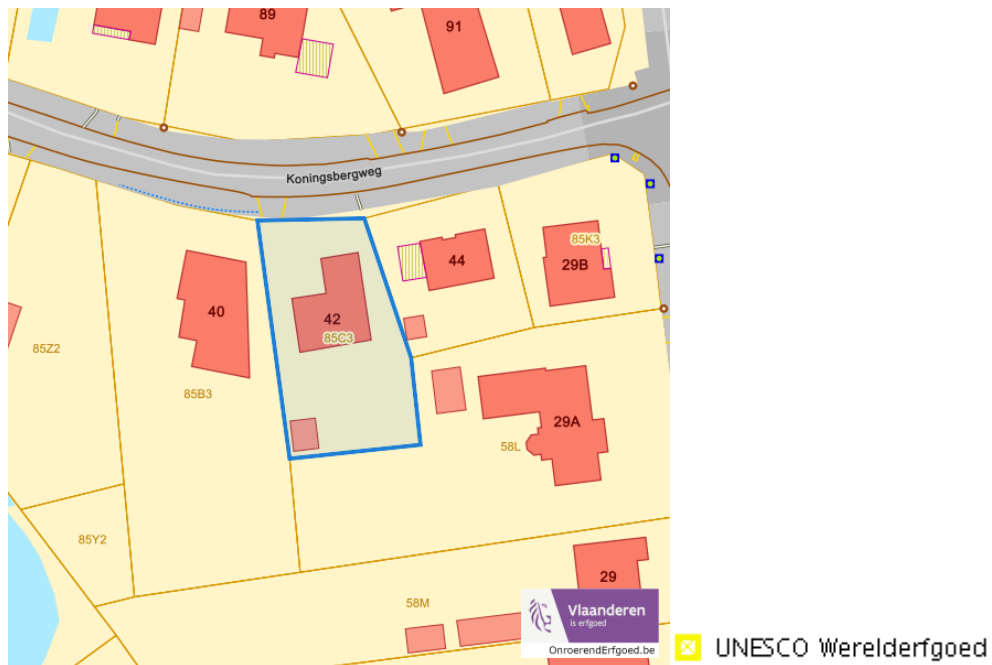 89
91
Koningsbergweg
85K3
44
29B
40
42
85C3
85Z2
85B3
29A
58L
85Y2
29
58M
Vlaanderen
is erfgoed
OnroerendErfgoed.be
UNESCO Werelderfgoed